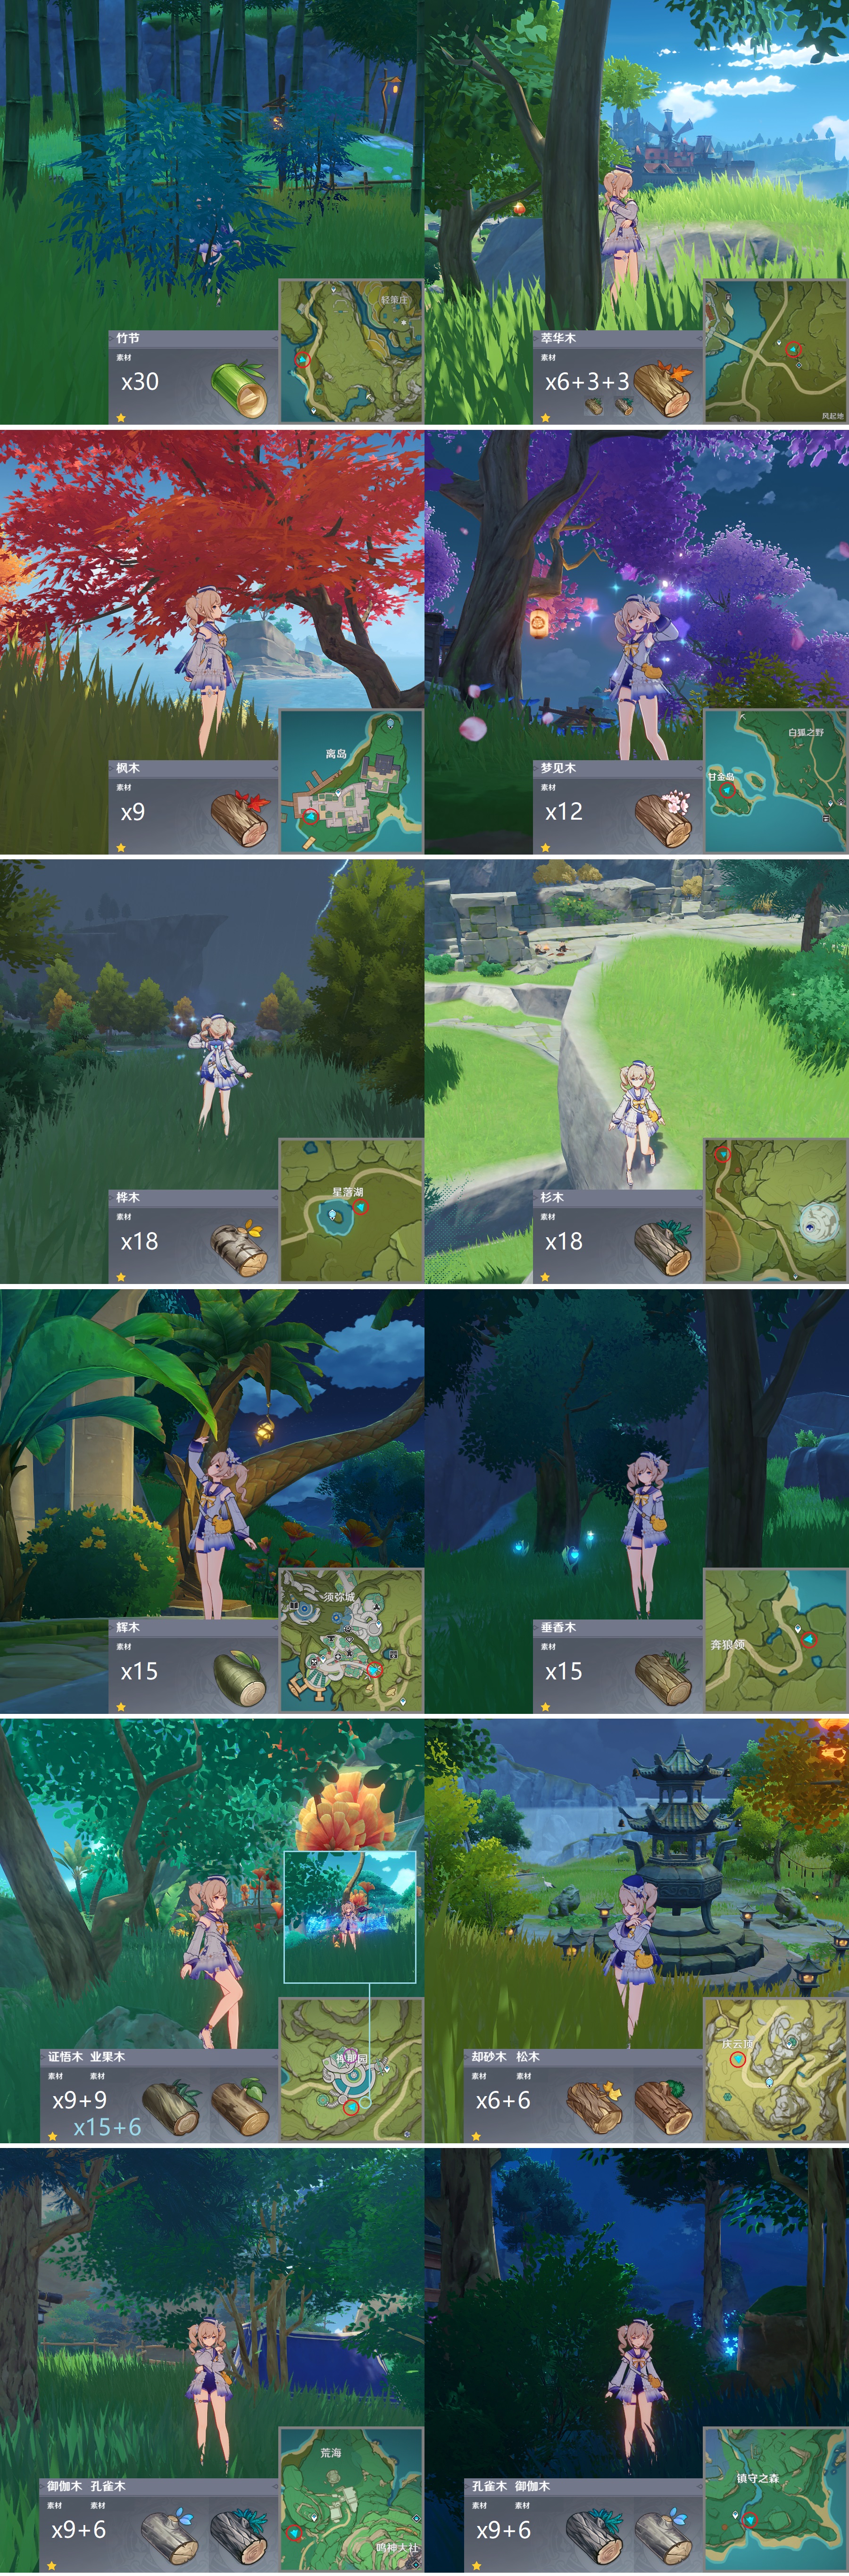 轻策庄
竹节
素材
x30
萃华木
素材
x6+3+3
风起地
离岛
枫木
素材
x9
白狐之野
甘金岛
梦见木
素材
x12
星落湖
桦木
素材
x18
杉木
素材
x18
须弥城
辉木
素材
x15
奔狼领
垂香木
素材
x15
禅那园
证悟木 业果木
素材 素材
x9+9
x15+6
庆云顶
却砂木 松木
素材 素材
x6+6
荒海
御伽木 孔雀木
素材 素材
x9+6
鸣神大社
镇守之森
孔雀木 御伽木
素材 素材
x9+6